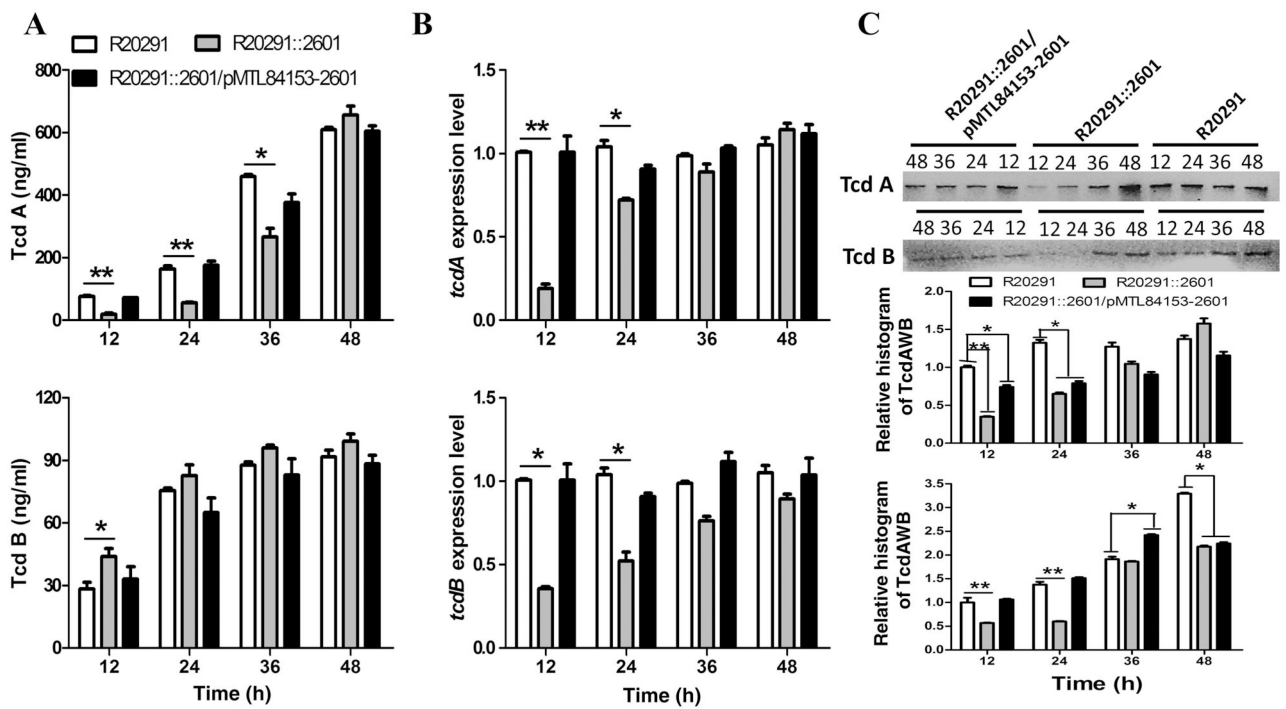 A
R20291
R20291::2601
R20291::2601/pMTL84153-2601
Tcd A (ng/ml)
800
600
400
200
0
**
**
*
12
24
36
48
Tcd B (ng/ml)
120
90
60
30
0
*
12
24
36
48
Time (h)
B
tcdA expression level
1.5
1.0
0.5
0.0
**
*
12
24
36
48
tcdB expression level
1.5
1.0
0.5
0.0
*
*
12
24
36
48
Time (h)
C
R20291::2601/
pMTL84153-2601
R20291::2601
R20291
48 36 24 12 12 24 36 48 12 24 36 48
Tcd A
48 36 24 12 12 24 36 48 12 24 36 48
Tcd B
R20291
R20291::2601
R20291::2601/pMTL84153-2601
Relative histogram
of TcdAWB
2.0
1.5
1.0
0.5
0.0
*
**
*
12
24
36
48
Relative histogram
of TcdAWB
3.5
3.0
2.5
2.0
1.5
1.0
0.5
0.0
**
**
*
*
12
24
36
48
Time (h)